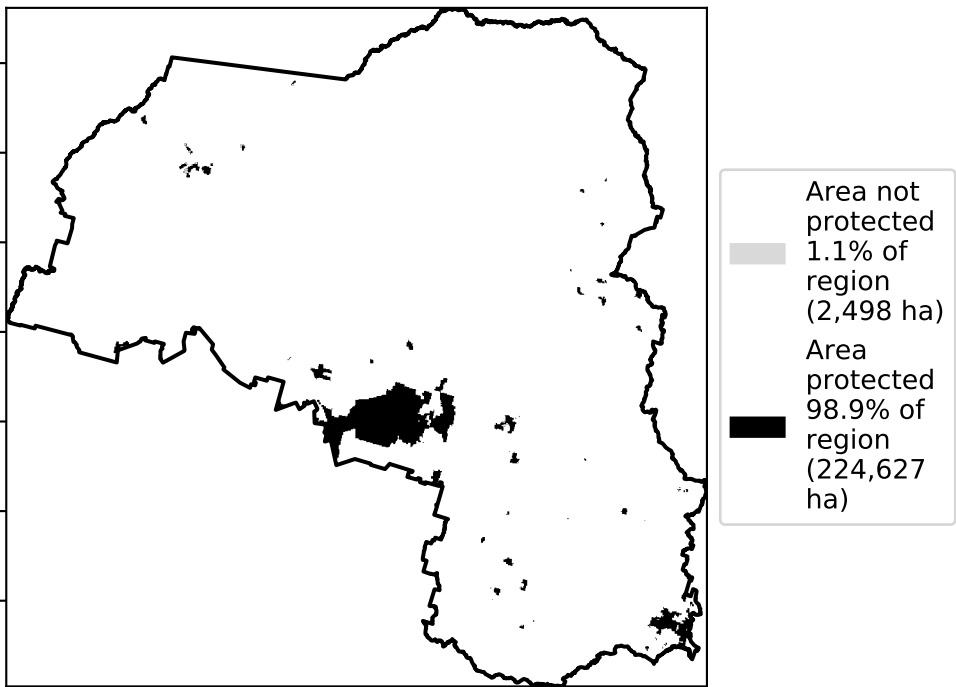 Area not
protected
1.1% of
region
(2,498 ha)
Area
protected
98.9% of
region
(224,627
ha)